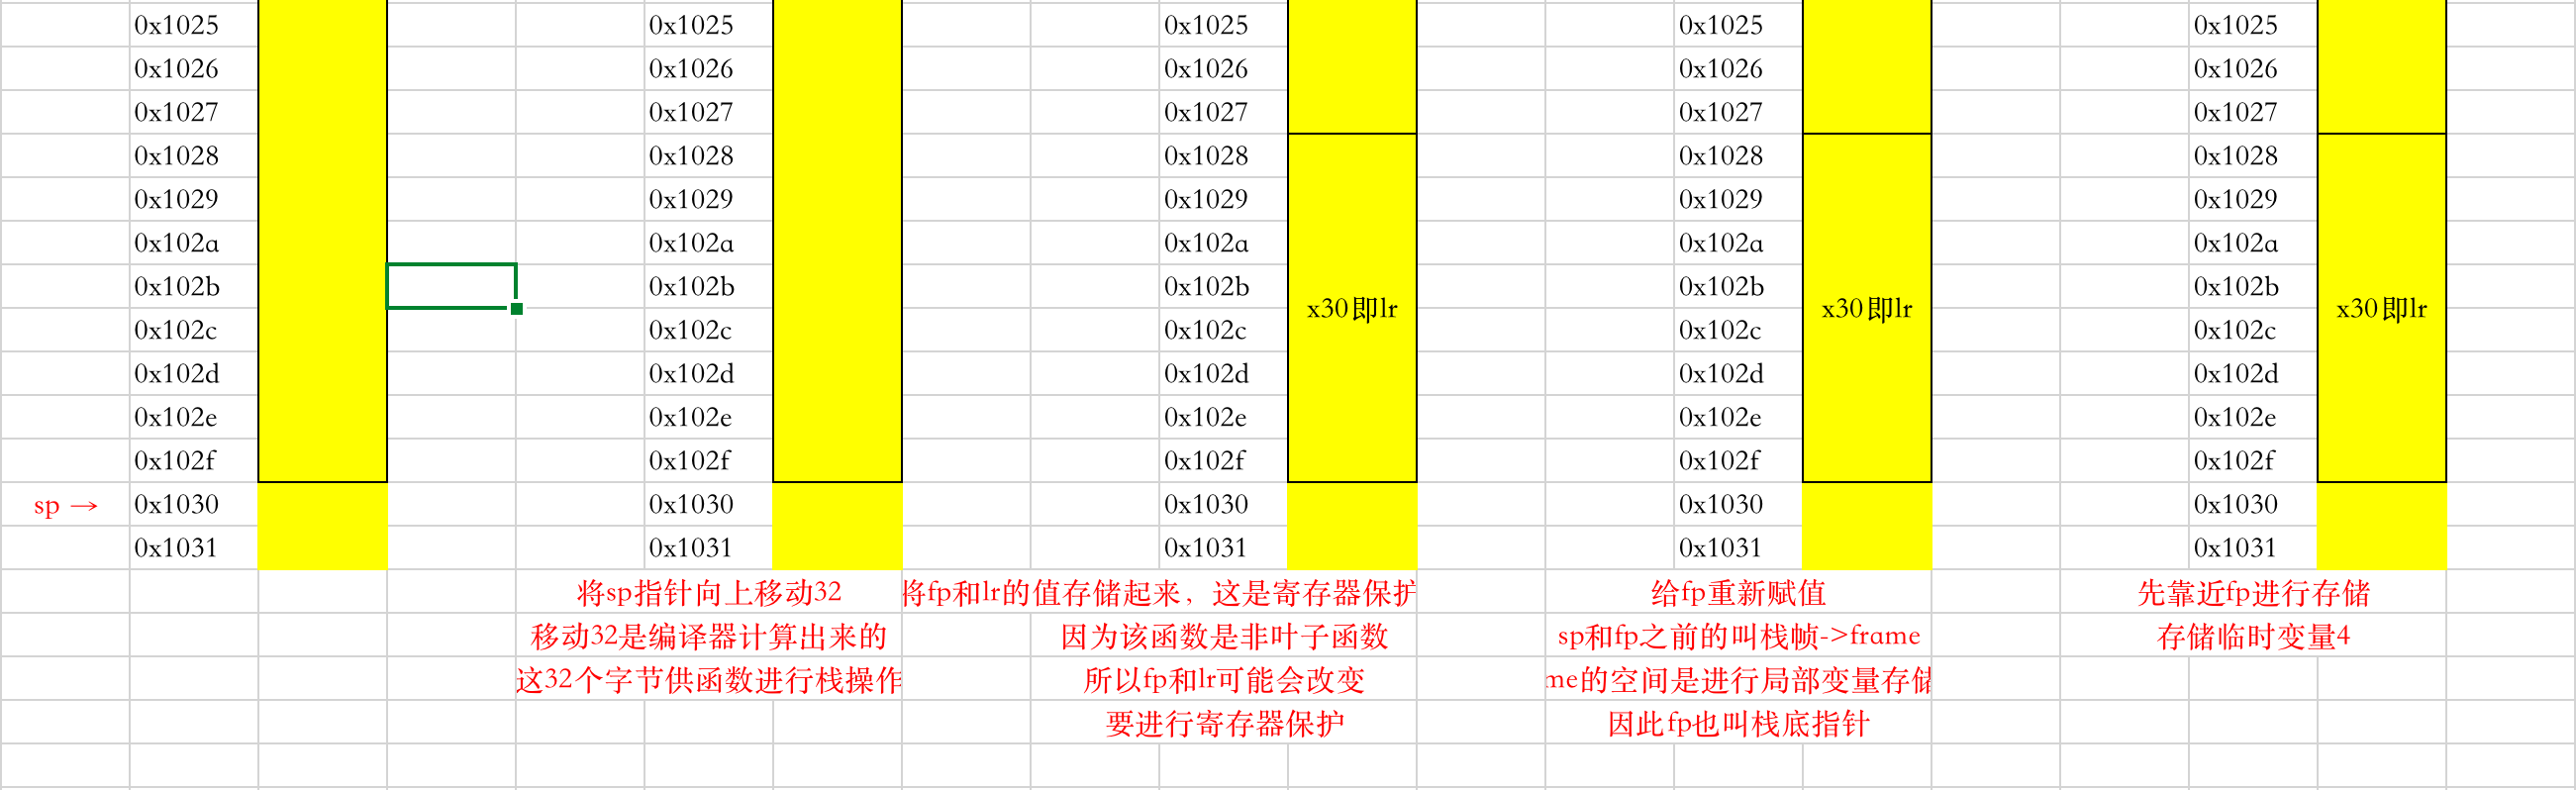 0x1025 0x1025 0x1025 0x1025 0x1025
0x1026 0x1026 0x1026 0x1026 0x1026
0x1027 0x1027 0x1027 0x1027 0x1027
0x1028 0x1028 0x1028 0x1028 0x1028
0x1029 0x1029 0x1029 0x1029 0x1029
0x102a 0x102a 0x102a 0x102a 0x102a
0x102b 0x102b 0x102b 0x102b 0x102b
x30即lr x30即lr x30即lr
0x102c 0x102c 0x102c 0x102c 0x102c
0x102d 0x102d 0x102d 0x102d 0x102d
0x102e 0x102e 0x102e 0x102e 0x102e
0x102f 0x102f 0x102f 0x102f 0x102f
sp → 0x1030 0x1030 0x1030 0x1030 0x1030
0x1031 0x1031 0x1031 0x1031 0x1031
将sp指针向上移动32
移动32是编译器计算出来的
这32个字节供函数进行栈操作
将fp和lr的值存储起来，这是寄存器保护
因为该函数是非叶子函数
所以fp和lr可能会改变
要进行寄存器保护
给fp重新赋值
sp和fp之前的叫栈帧->frame
me的空间是进行局部变量存储
因此fp也叫栈底指针
先靠近fp进行存储
存储临时变量4